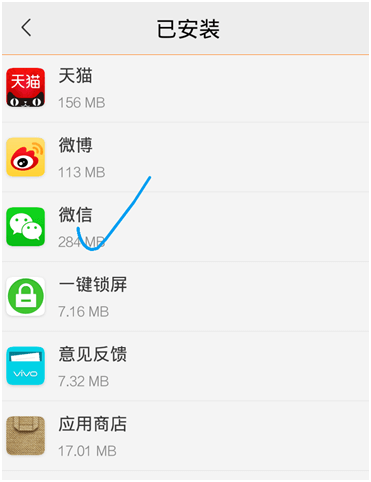 已安装
天猫
天猫
156 MB
微博
113 MB
微信
284 MB
一键锁屏
7.16 MB
意见反馈
vivo
7.32 MB
应用商店
17.01 MB